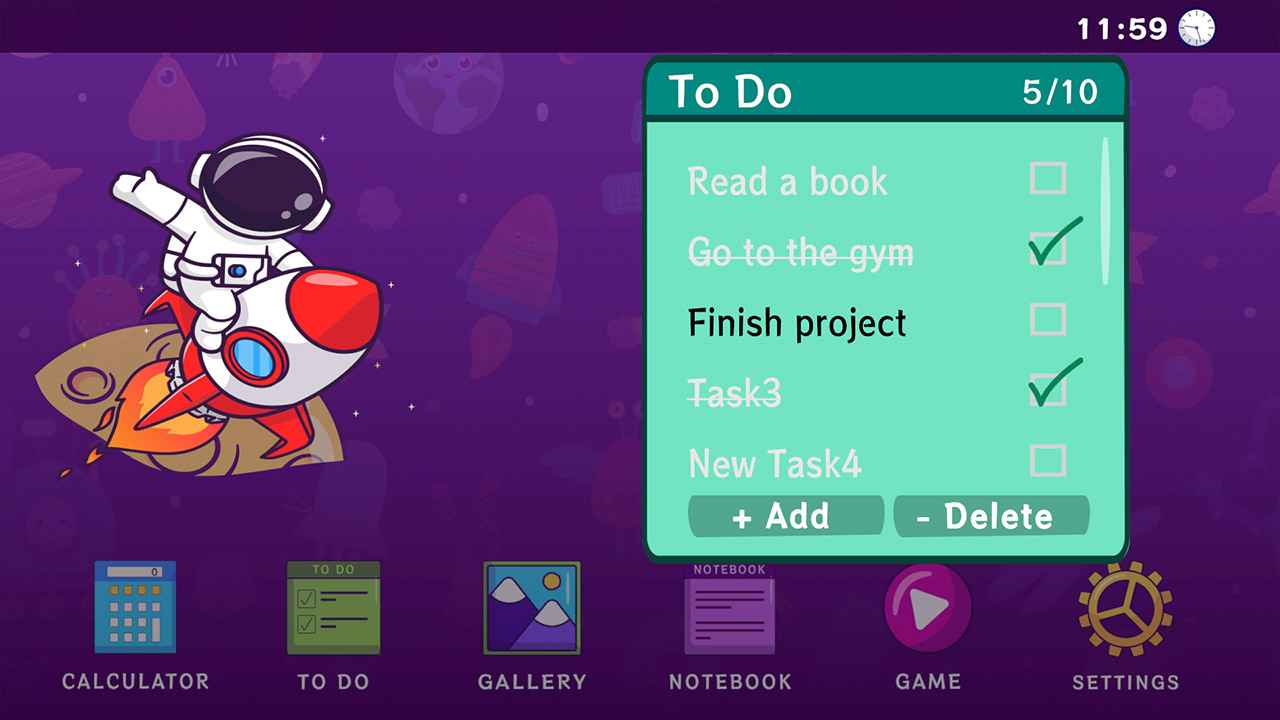 11:59
To Do 5/10
Read a book
Go to the gym
Finish project
Task3
New Task4
+ Add - Delete
0
TO DO
NOTEBOOK
CALCULATOR TO DO GALLERY NOTEBOOK GAME SETTINGS